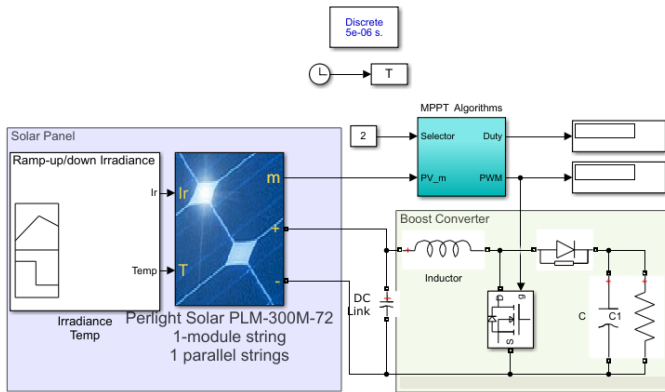 Discrete
5e-06 s.
T
MPPT Algorithms
Solar Panel
2
Selector
Duty
Ramp-up/down Irradiance
m
PV_m
PWM
Ir
Ir
Boost Converter
+
+
Inductor
Temp
T
-
DC
Link
+
D
g
S
+
C
C1
+
Irradiance
Temp
Perlight Solar PLM-300M-72
1-module string
1 parallel strings